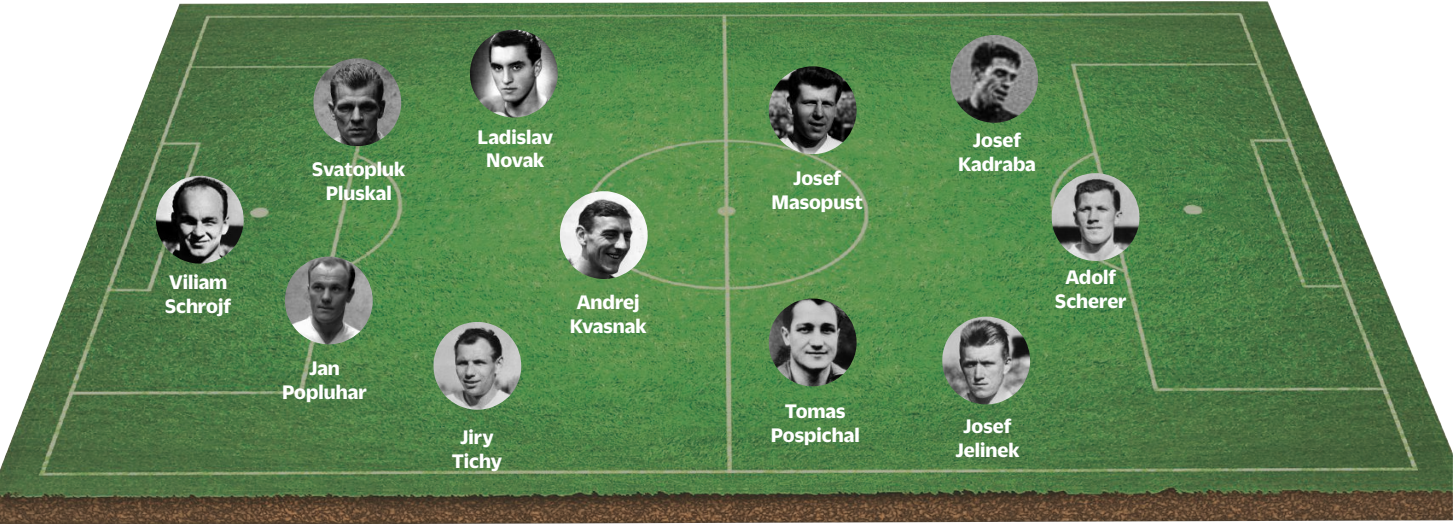 Ladislav
Novak
Josef
Kadraba
Svatopluk
Pluskal
Josef
Masopust
Viliam
Schrojf
Andrej
Kvasnak
Adolf
Scherer
Jan
Popluhar
Tomas
Pospichal
Josef
Jelinek
Jiry
Tichy